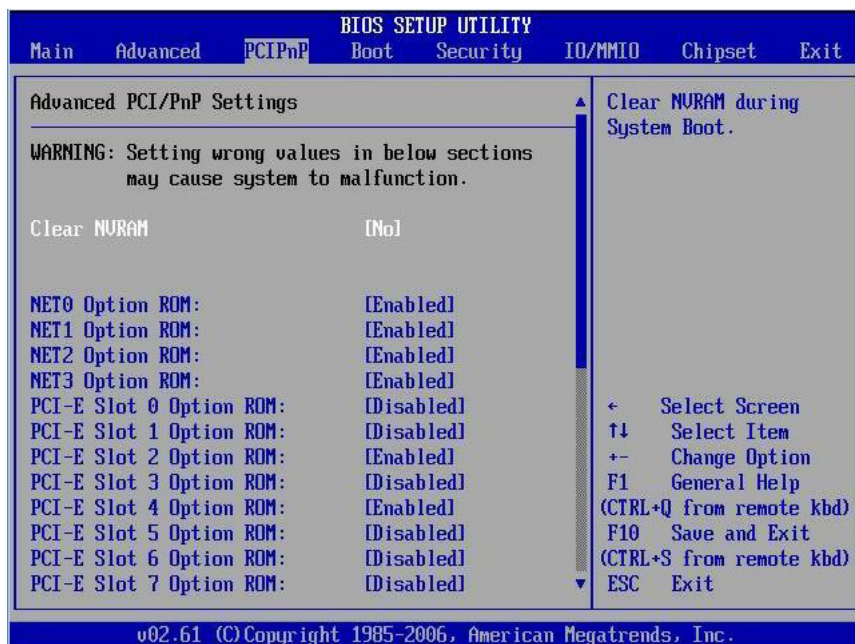 BIOS SETUP UTILITY
Main Advanced PCIPnP Boot Security IO/MMIO Chipset Exit
Advanced PCI/PnP Settings
WARNING: Setting wrong values in below sections
may cause system to malfunction.
Clear NVRAM [No]
NET0 Option ROM: [Enabled]
NET1 Option ROM: [Enabled]
NET2 Option ROM: [Enabled]
NET3 Option ROM: [Enabled]
PCI-E Slot 0 Option ROM: [Disabled]
PCI-E Slot 1 Option ROM: [Disabled]
PCI-E Slot 2 Option ROM: [Enabled]
PCI-E Slot 3 Option ROM: [Disabled]
PCI-E Slot 4 Option ROM: [Enabled]
PCI-E Slot 5 Option ROM: [Disabled]
PCI-E Slot 6 Option ROM: [Disabled]
PCI-E Slot 7 Option ROM: [Disabled]
Clear NVRAM during
System Boot.
← Select Screen
↑↓ Select Item
+- Change Option
F1 General Help
(CTRL+Q from remote kbd)
F10 Save and Exit
(CTRL+S from remote kbd)
ESC Exit
v02.61 (C)Copyright 1985-2006, American Megatrends, Inc.